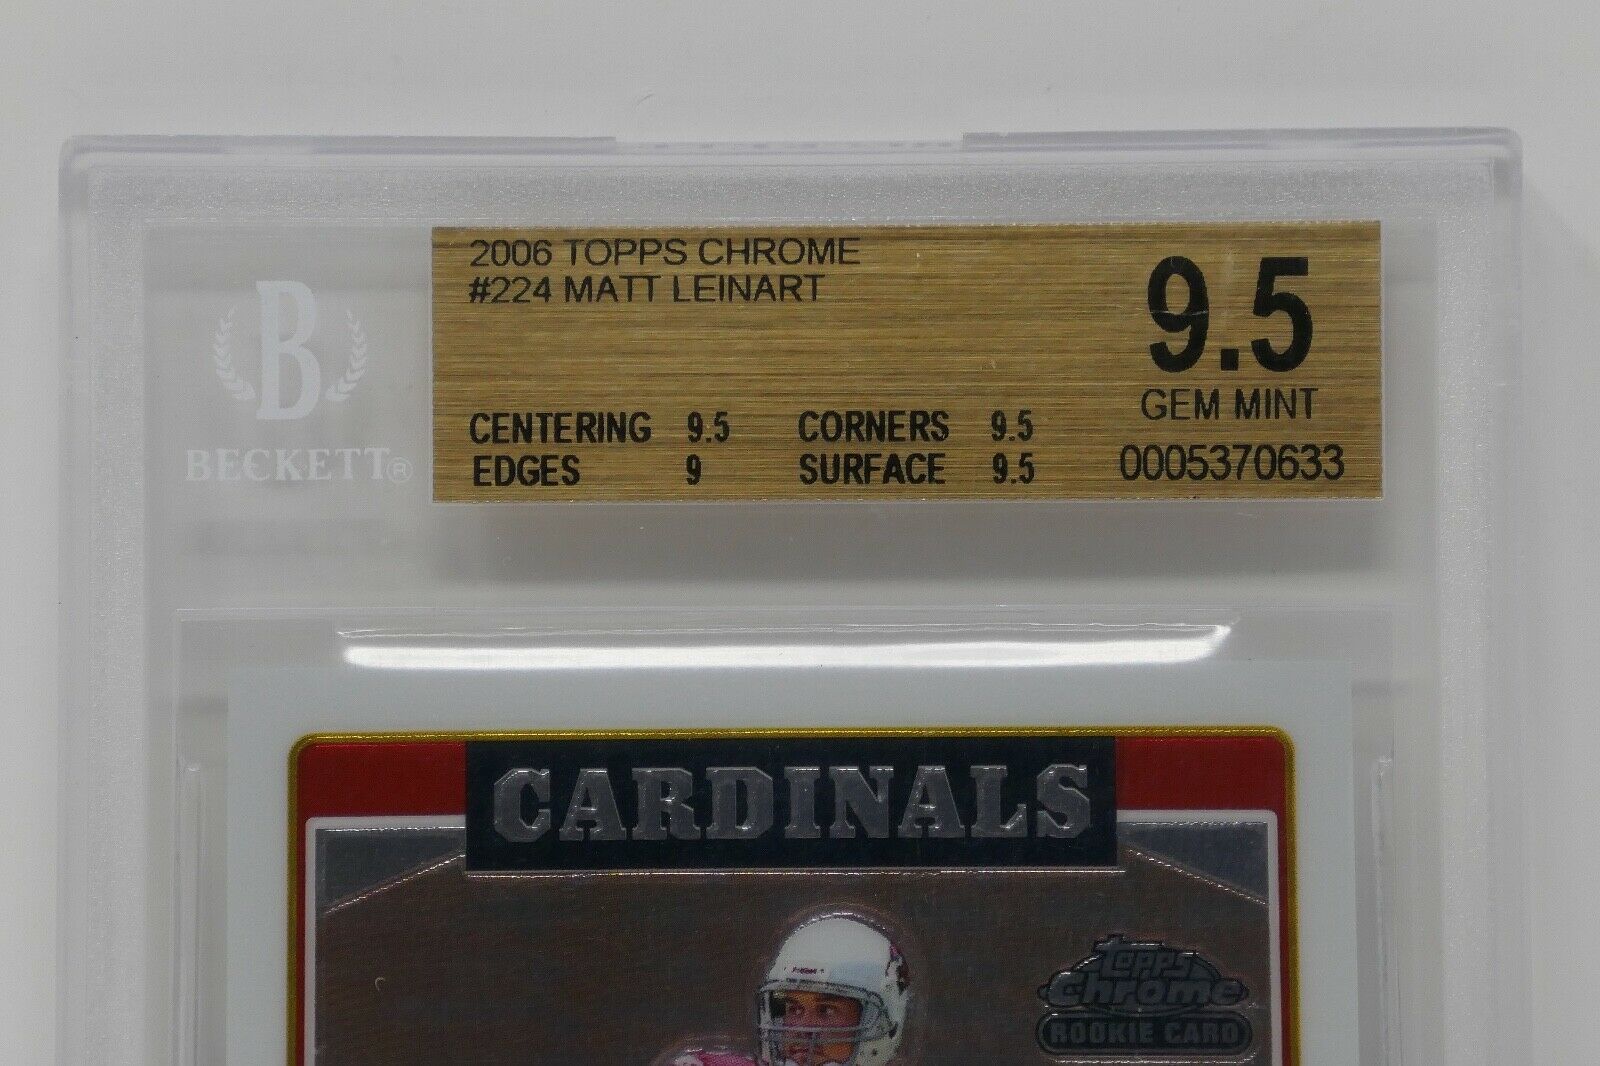 2006 TOPPS CHROME
#224 MATT LEINART
9.5
GEM MINT
CENTERING 9.5 CORNERS 9.5
EDGES 9 SURFACE 9.5
0005370633
B
BECKETT®
CARDINALS
Topps
Chrome
ROOKIE CARD